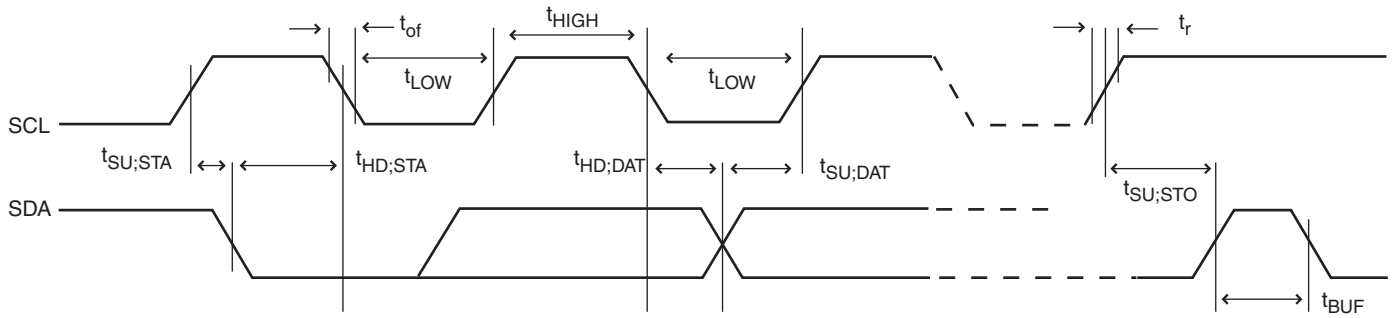 t_of
t_HIGH
t_r
t_LOW
t_LOW
SCL
t_SU;STA
t_HD;STA
t_HD;DAT
t_SU;DAT
t_SU;STO
SDA
t_BUF